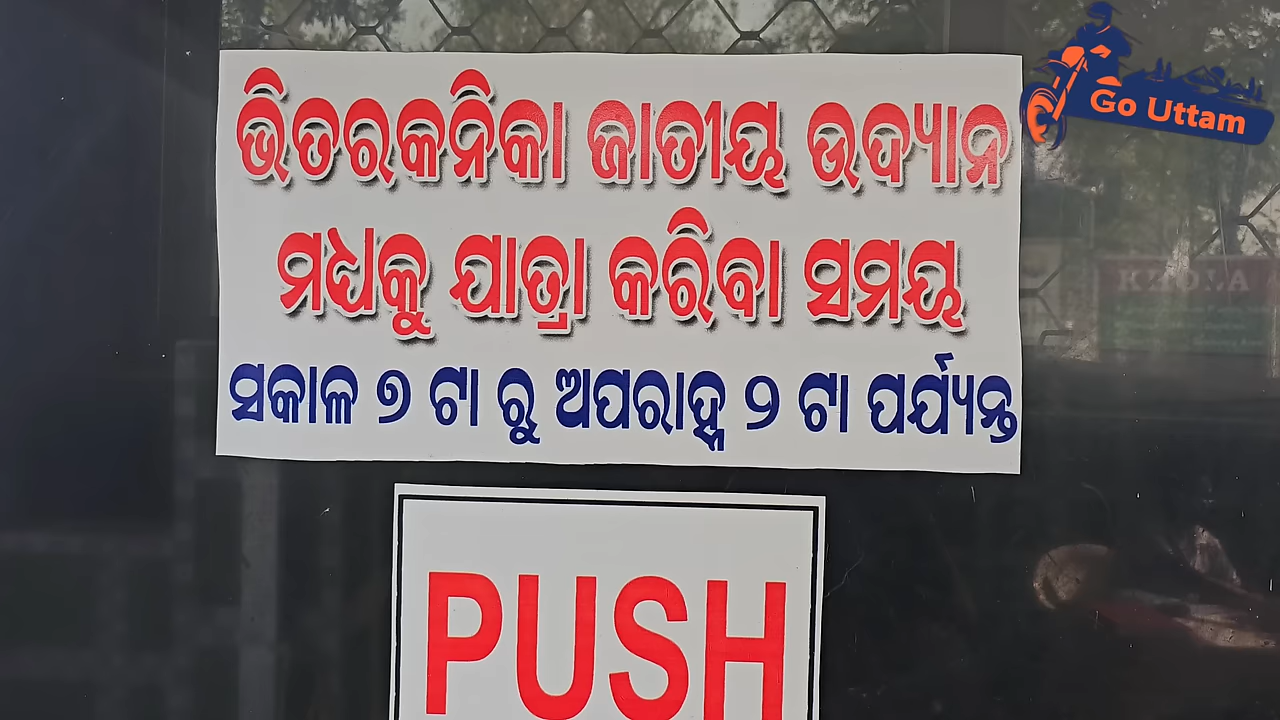 ଭିତରକନିକା ଜାତୀୟ ଉଦ୍ୟାନ
ମଧ୍ୟକୁ ଯାତ୍ରା କରିବା ସମୟ
ସକାଳ ୭ ଟା ରୁ ଅପରାହ୍ନ ୨ ଟା ପର୍ଯ୍ୟନ୍ତ
PUSH
Go Uttam